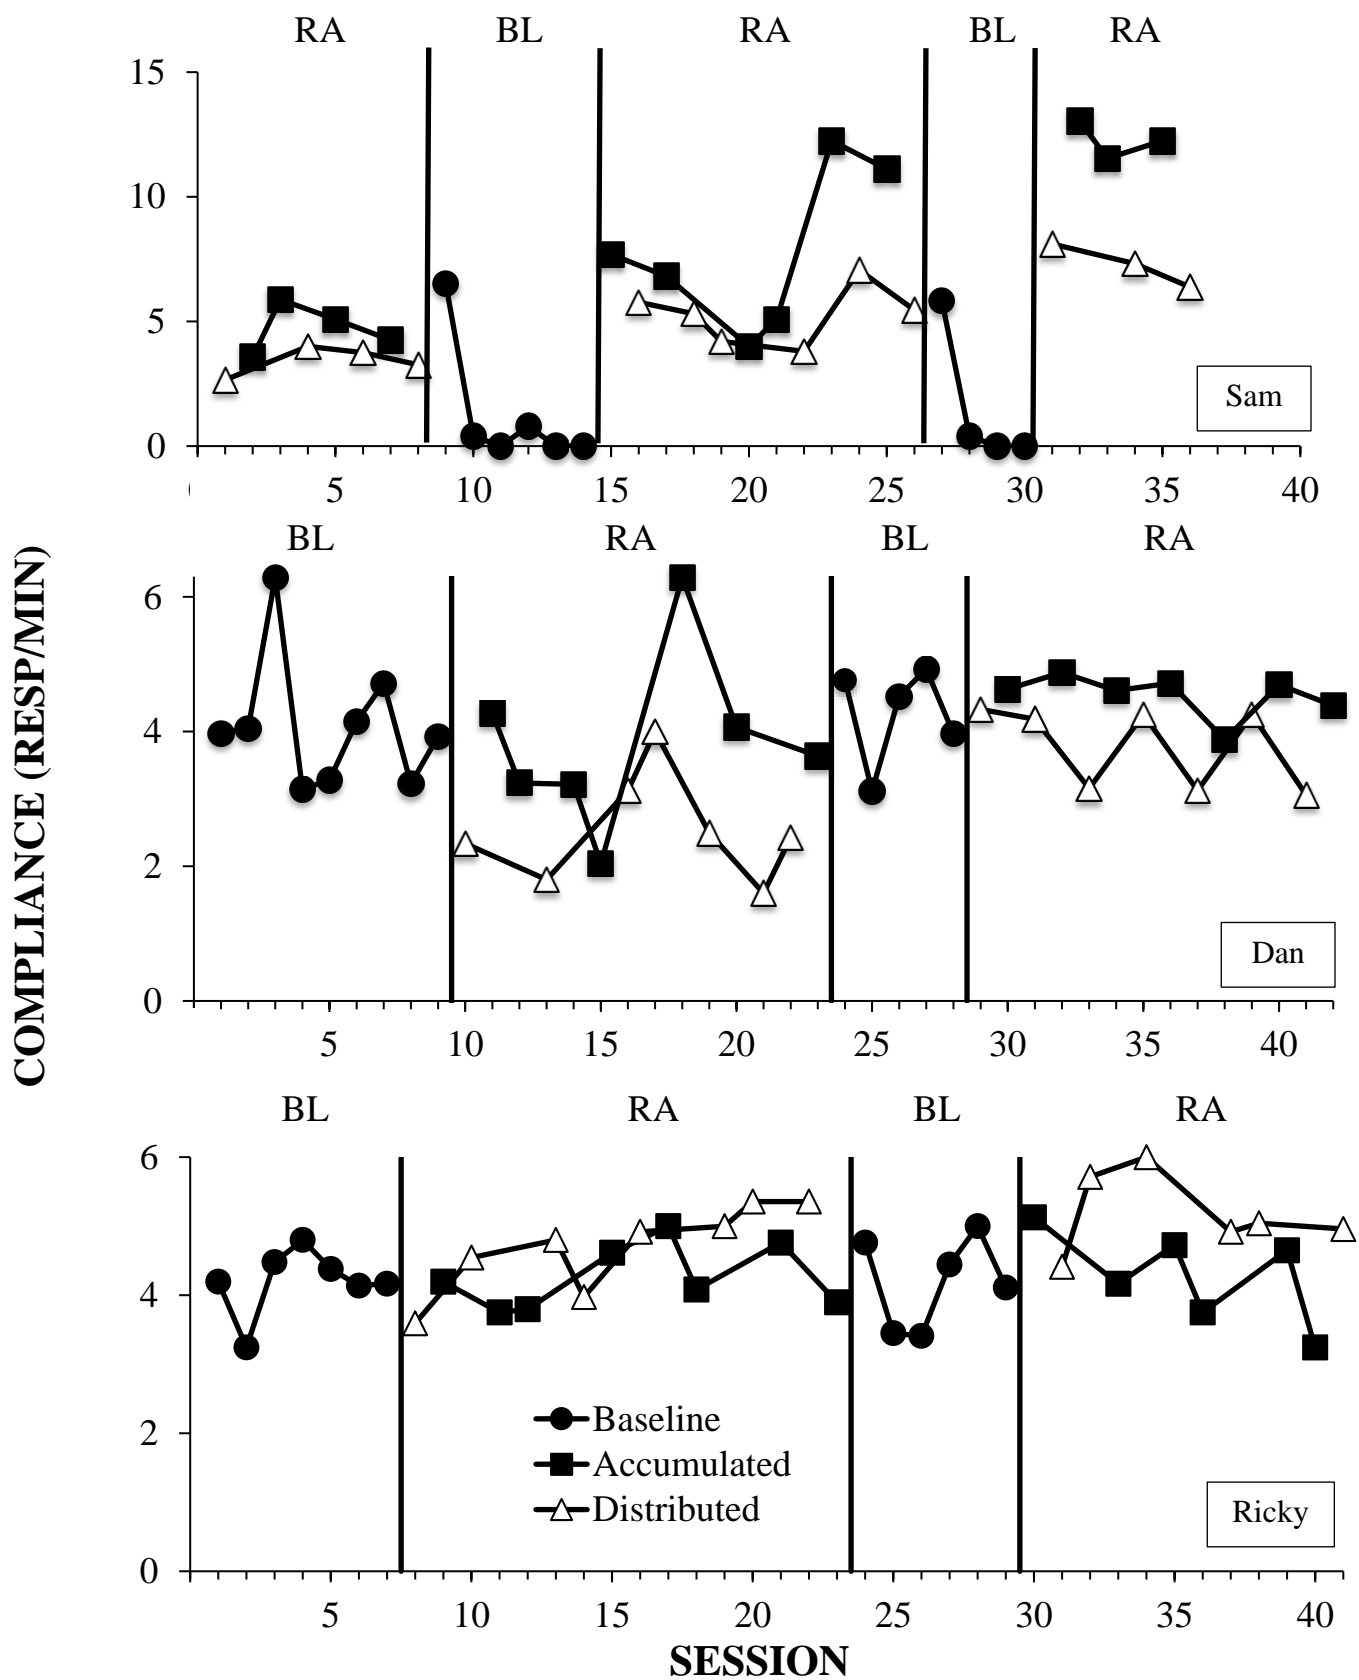 RA BL RA BL RA
15
10
5
0
Sam
5 10 15 20 25 30 35 40
BL RA BL RA
6
4
2
0
Dan
5 10 15 20 25 30 35 40
COMPLIANCE (RESP/MIN)
BL RA BL RA
6
4
2
0
Baseline
Accumulated
Distributed
Ricky
5 10 15 20 25 30 35 40
SESSION